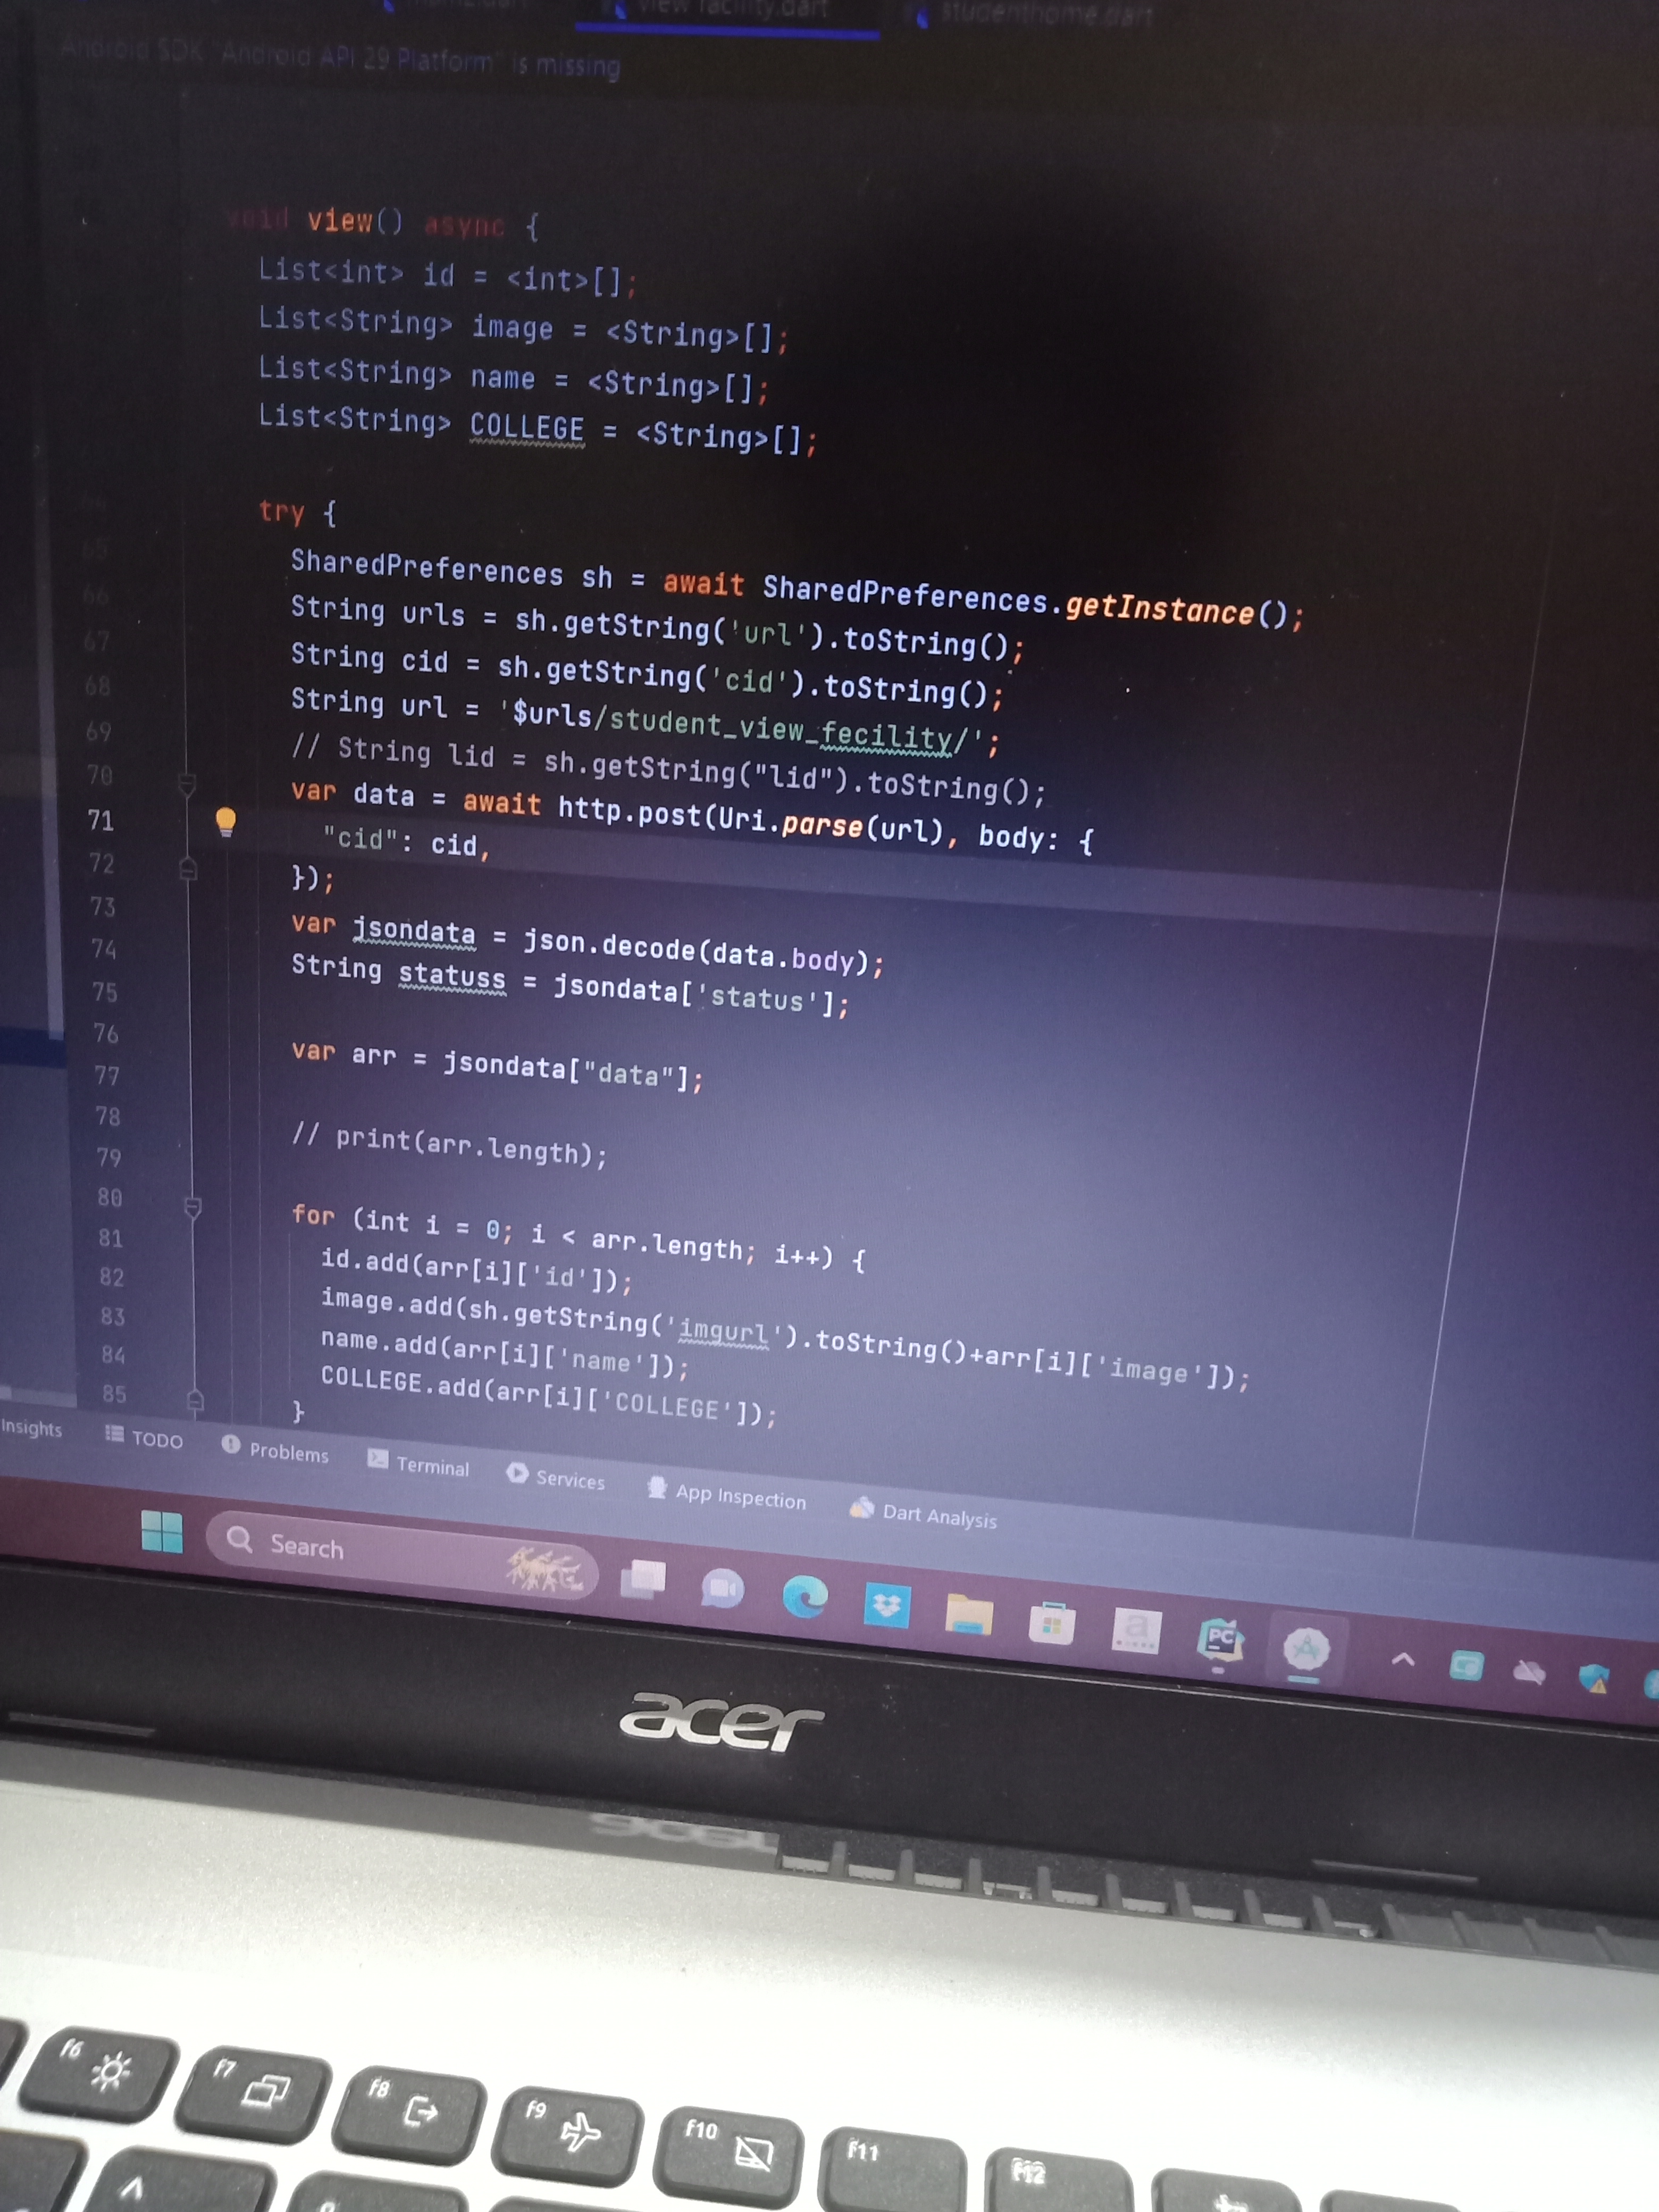 view facility.dart
studenthome.dart
Android SDK "Android API 29 Platform" is missing
void view() async {
List<int> id = <int>[];
List<String> image = <String>[];
List<String> name = <String>[];
List<String> COLLEGE = <String>[];
try {
65 SharedPreferences sh = await SharedPreferences.getInstance();
66 String urls = sh.getString('url').toString();
67 String cid = sh.getString('cid').toString();
68 String url = '$urls/student_view_fecility/';
69 // String lid = sh.getString("lid").toString();
70 var data = await http.post(Uri.parse(url), body: {
71 "cid": cid,
72 });
73 var jsondata = json.decode(data.body);
74 String statuss = jsondata['status'];
75
76 var arr = jsondata["data"];
77
78 // print(arr.length);
79
80 for (int i = 0; i < arr.length; i++) {
81 id.add(arr[i]['id']);
82 image.add(sh.getString('imgurl').toString()+arr[i]['image']);
83 name.add(arr[i]['name']);
84 COLLEGE.add(arr[i]['COLLEGE']);
85 }
Insights TODO Problems Terminal Services App Inspection Dart Analysis
Search
a
PC
acer
f6 f7 f8 f9 f10 f11 f12